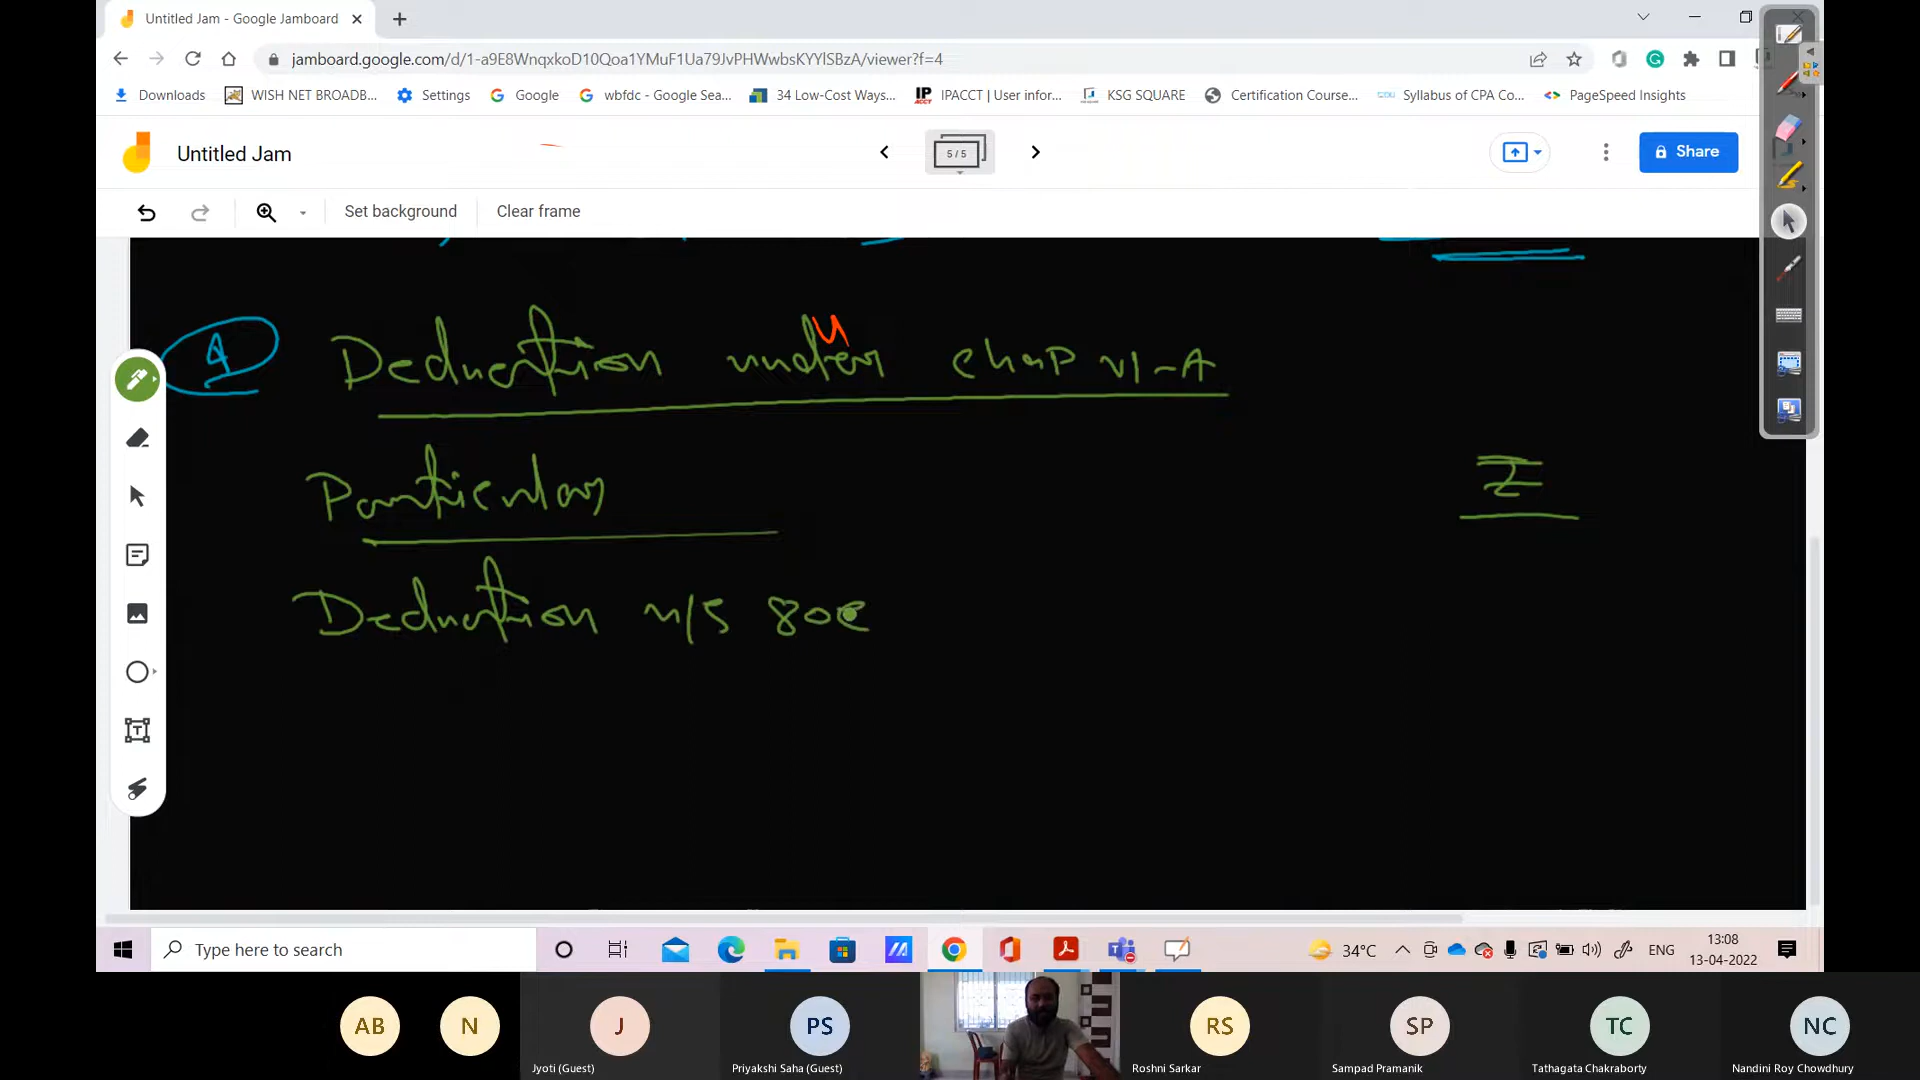 Untitled Jam - Google Jamboard
jamboard.google.com/d/1-a9E8WnqxkoD10Qoa1YMuF1Ua79JvPHWwbsKYYlSBzA/viewer?f=4
Downloads WISH NET BROADB... Settings Google wbfdc - Google Sea... 34 Low-Cost Ways... IP IPACCT | User infor... KSG SQUARE Certification Course... Syllabus of CPA Co... PageSpeed Insights
Untitled Jam 5 / 5 Share
Set background Clear frame
4 Deduction under chap VI-A
Particulars
Deduction u/s 80C
Type here to search 34°C ENG 13:08
13-04-2022
AB N J PS RS SP TC NC
Jyoti (Guest) Priyakshi Saha (Guest) Roshni Sarkar Sampad Pramanik Tathagata Chakraborty Nandini Roy Chowdhury